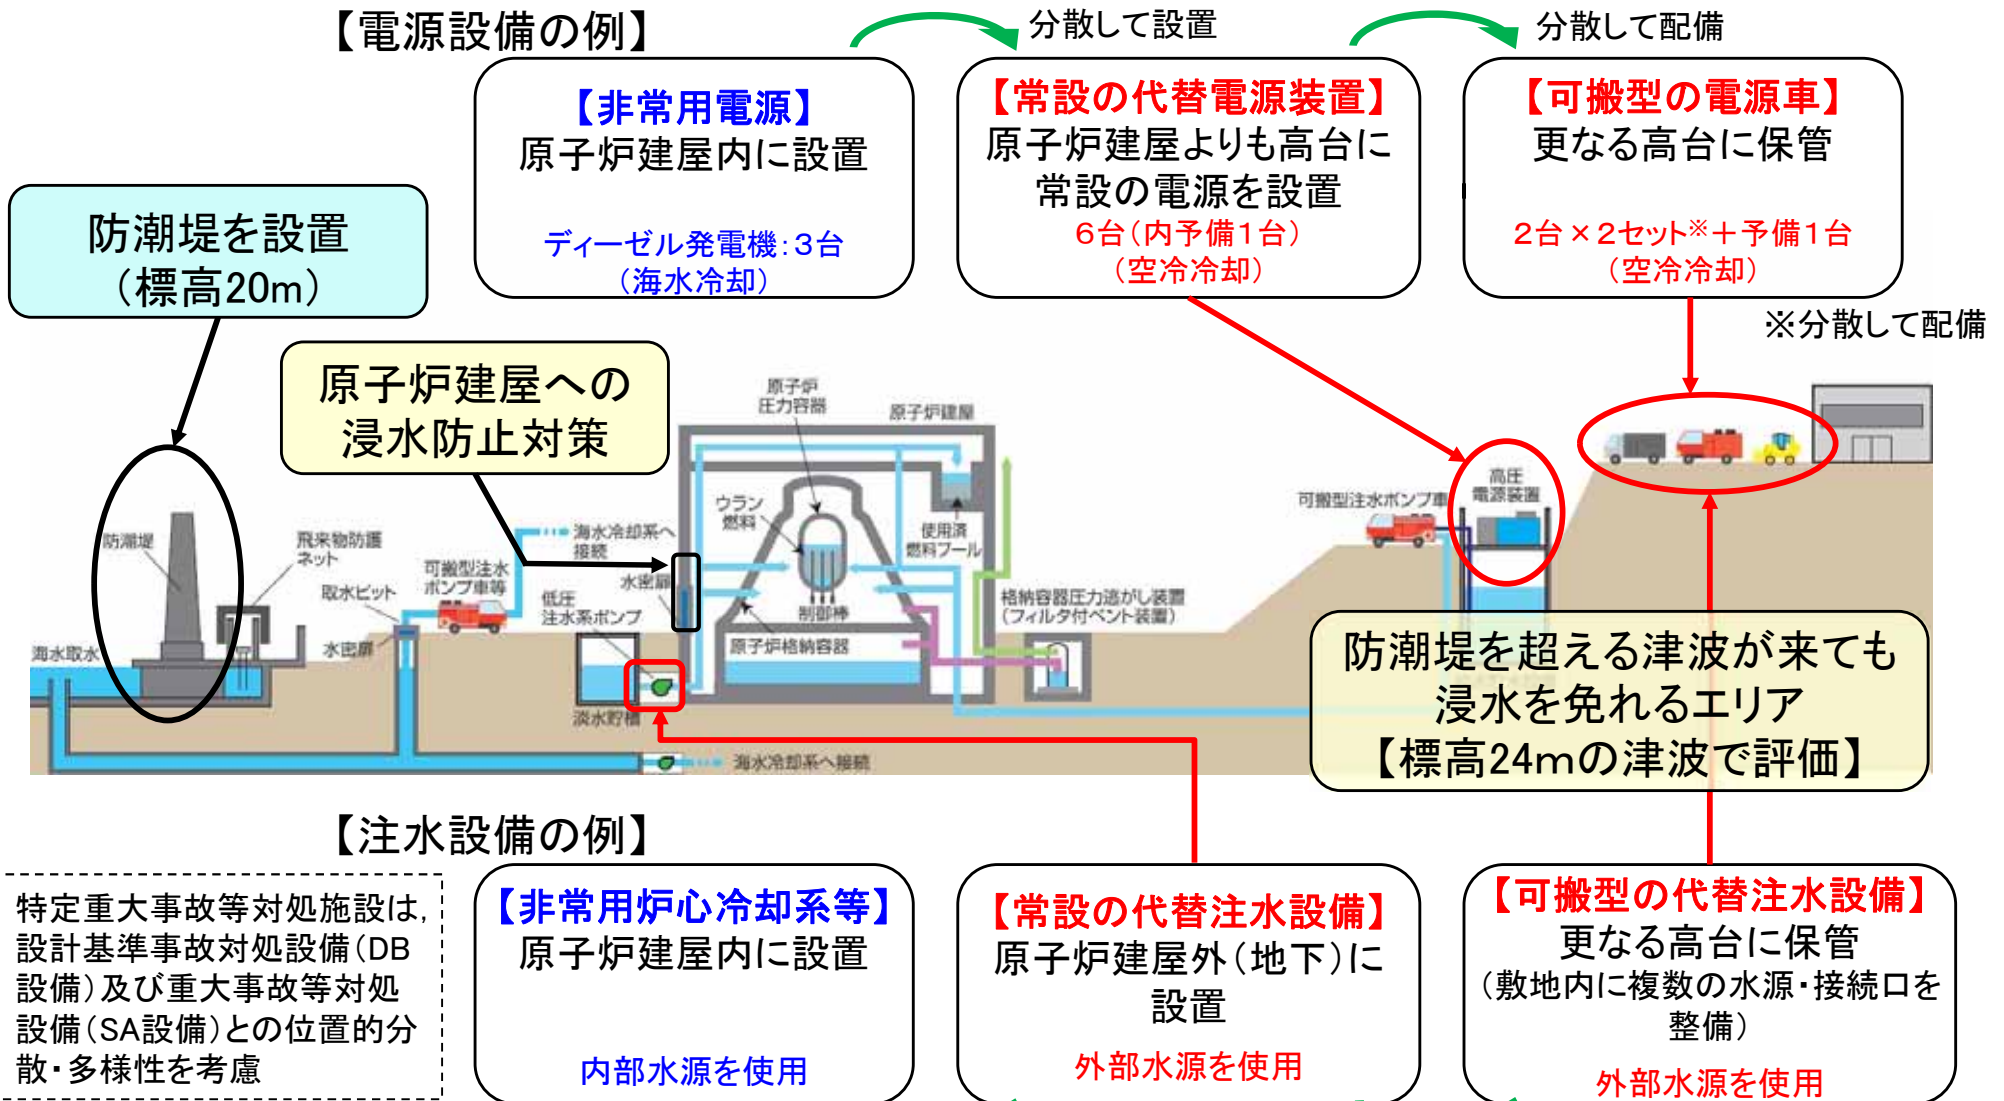 【電源設備の例】
分散して設置
分散して配備
【非常用電源】
原子炉建屋内に設置
ディーゼル発電機：３台
（海水冷却）
【常設の代替電源装置】
原子炉建屋よりも高台に
常設の電源を設置
６台（内予備１台）
（空冷冷却）
【可搬型の電源車】
更なる高台に保管
２台×２セット※＋予備１台
（空冷冷却）
※分散して配備
防潮堤を設置
（標高20m）
原子炉建屋への
浸水防止対策
原子炉
圧力容器
原子炉建屋
ウラン
燃料
使用済
燃料プール
制御棒
原子炉格納容器
防潮堤
飛来物防護
ネット
取水ピット
可搬型注水
ポンプ車等
海水冷却系へ
接続
水密扉
低圧
注水系ポンプ
海水取水
水密扉
淡水貯槽
海水冷却系へ接続
格納容器圧力逃がし装置
（フィルタ付ベント装置）
可搬型注水ポンプ車
高圧
電源装置
防潮堤を超える津波が来ても
浸水を免れるエリア
【標高24mの津波で評価】
【注水設備の例】
特定重大事故等対処施設は，
設計基準事故対処設備（DB
設備）及び重大事故等対処
設備（SA設備）との位置的分
散・多様性を考慮
【非常用炉心冷却系等】
原子炉建屋内に設置
内部水源を使用
【常設の代替注水設備】
原子炉建屋外（地下）に
設置
外部水源を使用
【可搬型の代替注水設備】
更なる高台に保管
（敷地内に複数の水源・接続口を
整備）
外部水源を使用